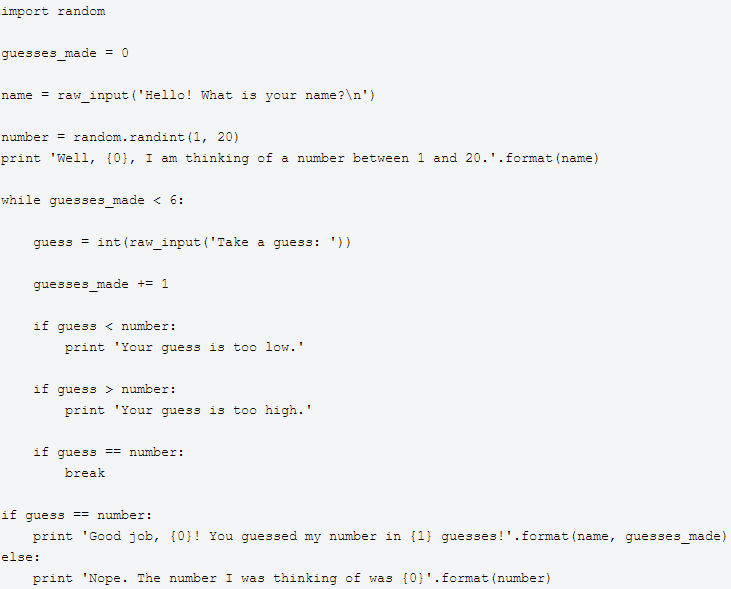 import random
guesses_made = 0
name = raw_input('Hello! What is your name?\n')
number = random.randint(1, 20)
print 'Well, {0}, I am thinking of a number between 1 and 20.'.format(name)
while guesses_made < 6:
    guess = int(raw_input('Take a guess: '))
    guesses_made += 1
    if guess < number:
        print 'Your guess is too low.'
    if guess > number:
        print 'Your guess is too high.'
    if guess == number:
        break
if guess == number:
    print 'Good job, {0}! You guessed my number in {1} guesses!'.format(name, guesses_made)
else:
    print 'Nope. The number I was thinking of was {0}'.format(number)